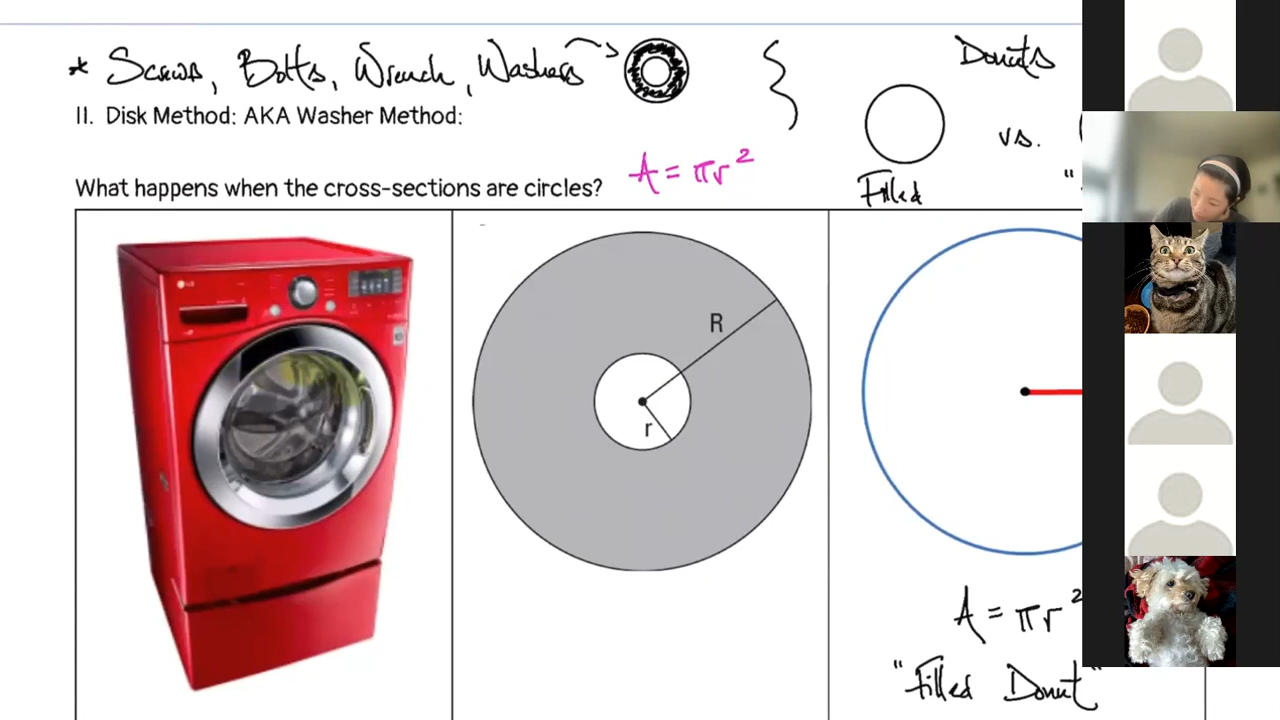 * Screws, Bolts, Wrench, Washers
Donuts
II. Disk Method: AKA Washer Method:
vs.
A = πr²
What happens when the cross-sections are circles?
Filled
"
LG
R
r
A = πr²
"Filled Donut"